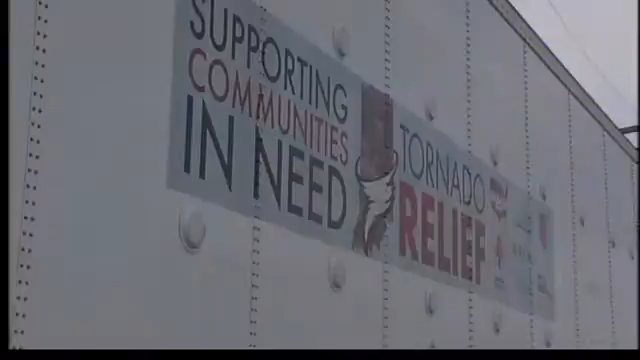 SUPPORTING
COMMUNITIES
IN NEED
TORNADO
RELIEF